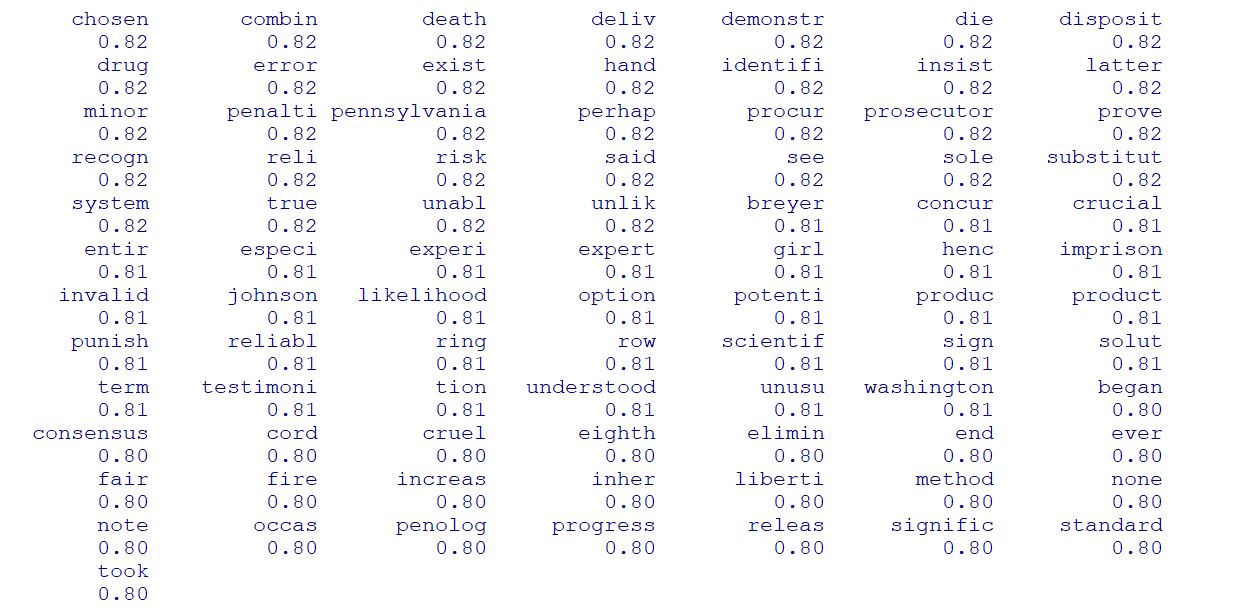 chosen combin death deliv demonstr die disposit
0.82 0.82 0.82 0.82 0.82 0.82 0.82
drug error exist hand identifi insist latter
0.82 0.82 0.82 0.82 0.82 0.82 0.82
minor penalti pennsylvania perhap procur prosecutor prove
0.82 0.82 0.82 0.82 0.82 0.82 0.82
recogn reli risk said see sole substitut
0.82 0.82 0.82 0.82 0.82 0.82 0.82
system true unabl unlik breyer concur crucial
0.82 0.82 0.82 0.82 0.81 0.81 0.81
entir especi experi expert girl henc imprison
0.81 0.81 0.81 0.81 0.81 0.81 0.81
invalid johnson likelihood option potenti produc product
0.81 0.81 0.81 0.81 0.81 0.81 0.81
punish reliabl ring row scientif sign solut
0.81 0.81 0.81 0.81 0.81 0.81 0.81
term testimoni tion understood unusu washington began
0.81 0.81 0.81 0.81 0.81 0.81 0.80
consensus cord cruel eighth elimin end ever
0.80 0.80 0.80 0.80 0.80 0.80 0.80
fair fire increas inher liberti method none
0.80 0.80 0.80 0.80 0.80 0.80 0.80
note occas penolog progress releas signific standard
0.80 0.80 0.80 0.80 0.80 0.80 0.80
took
0.80